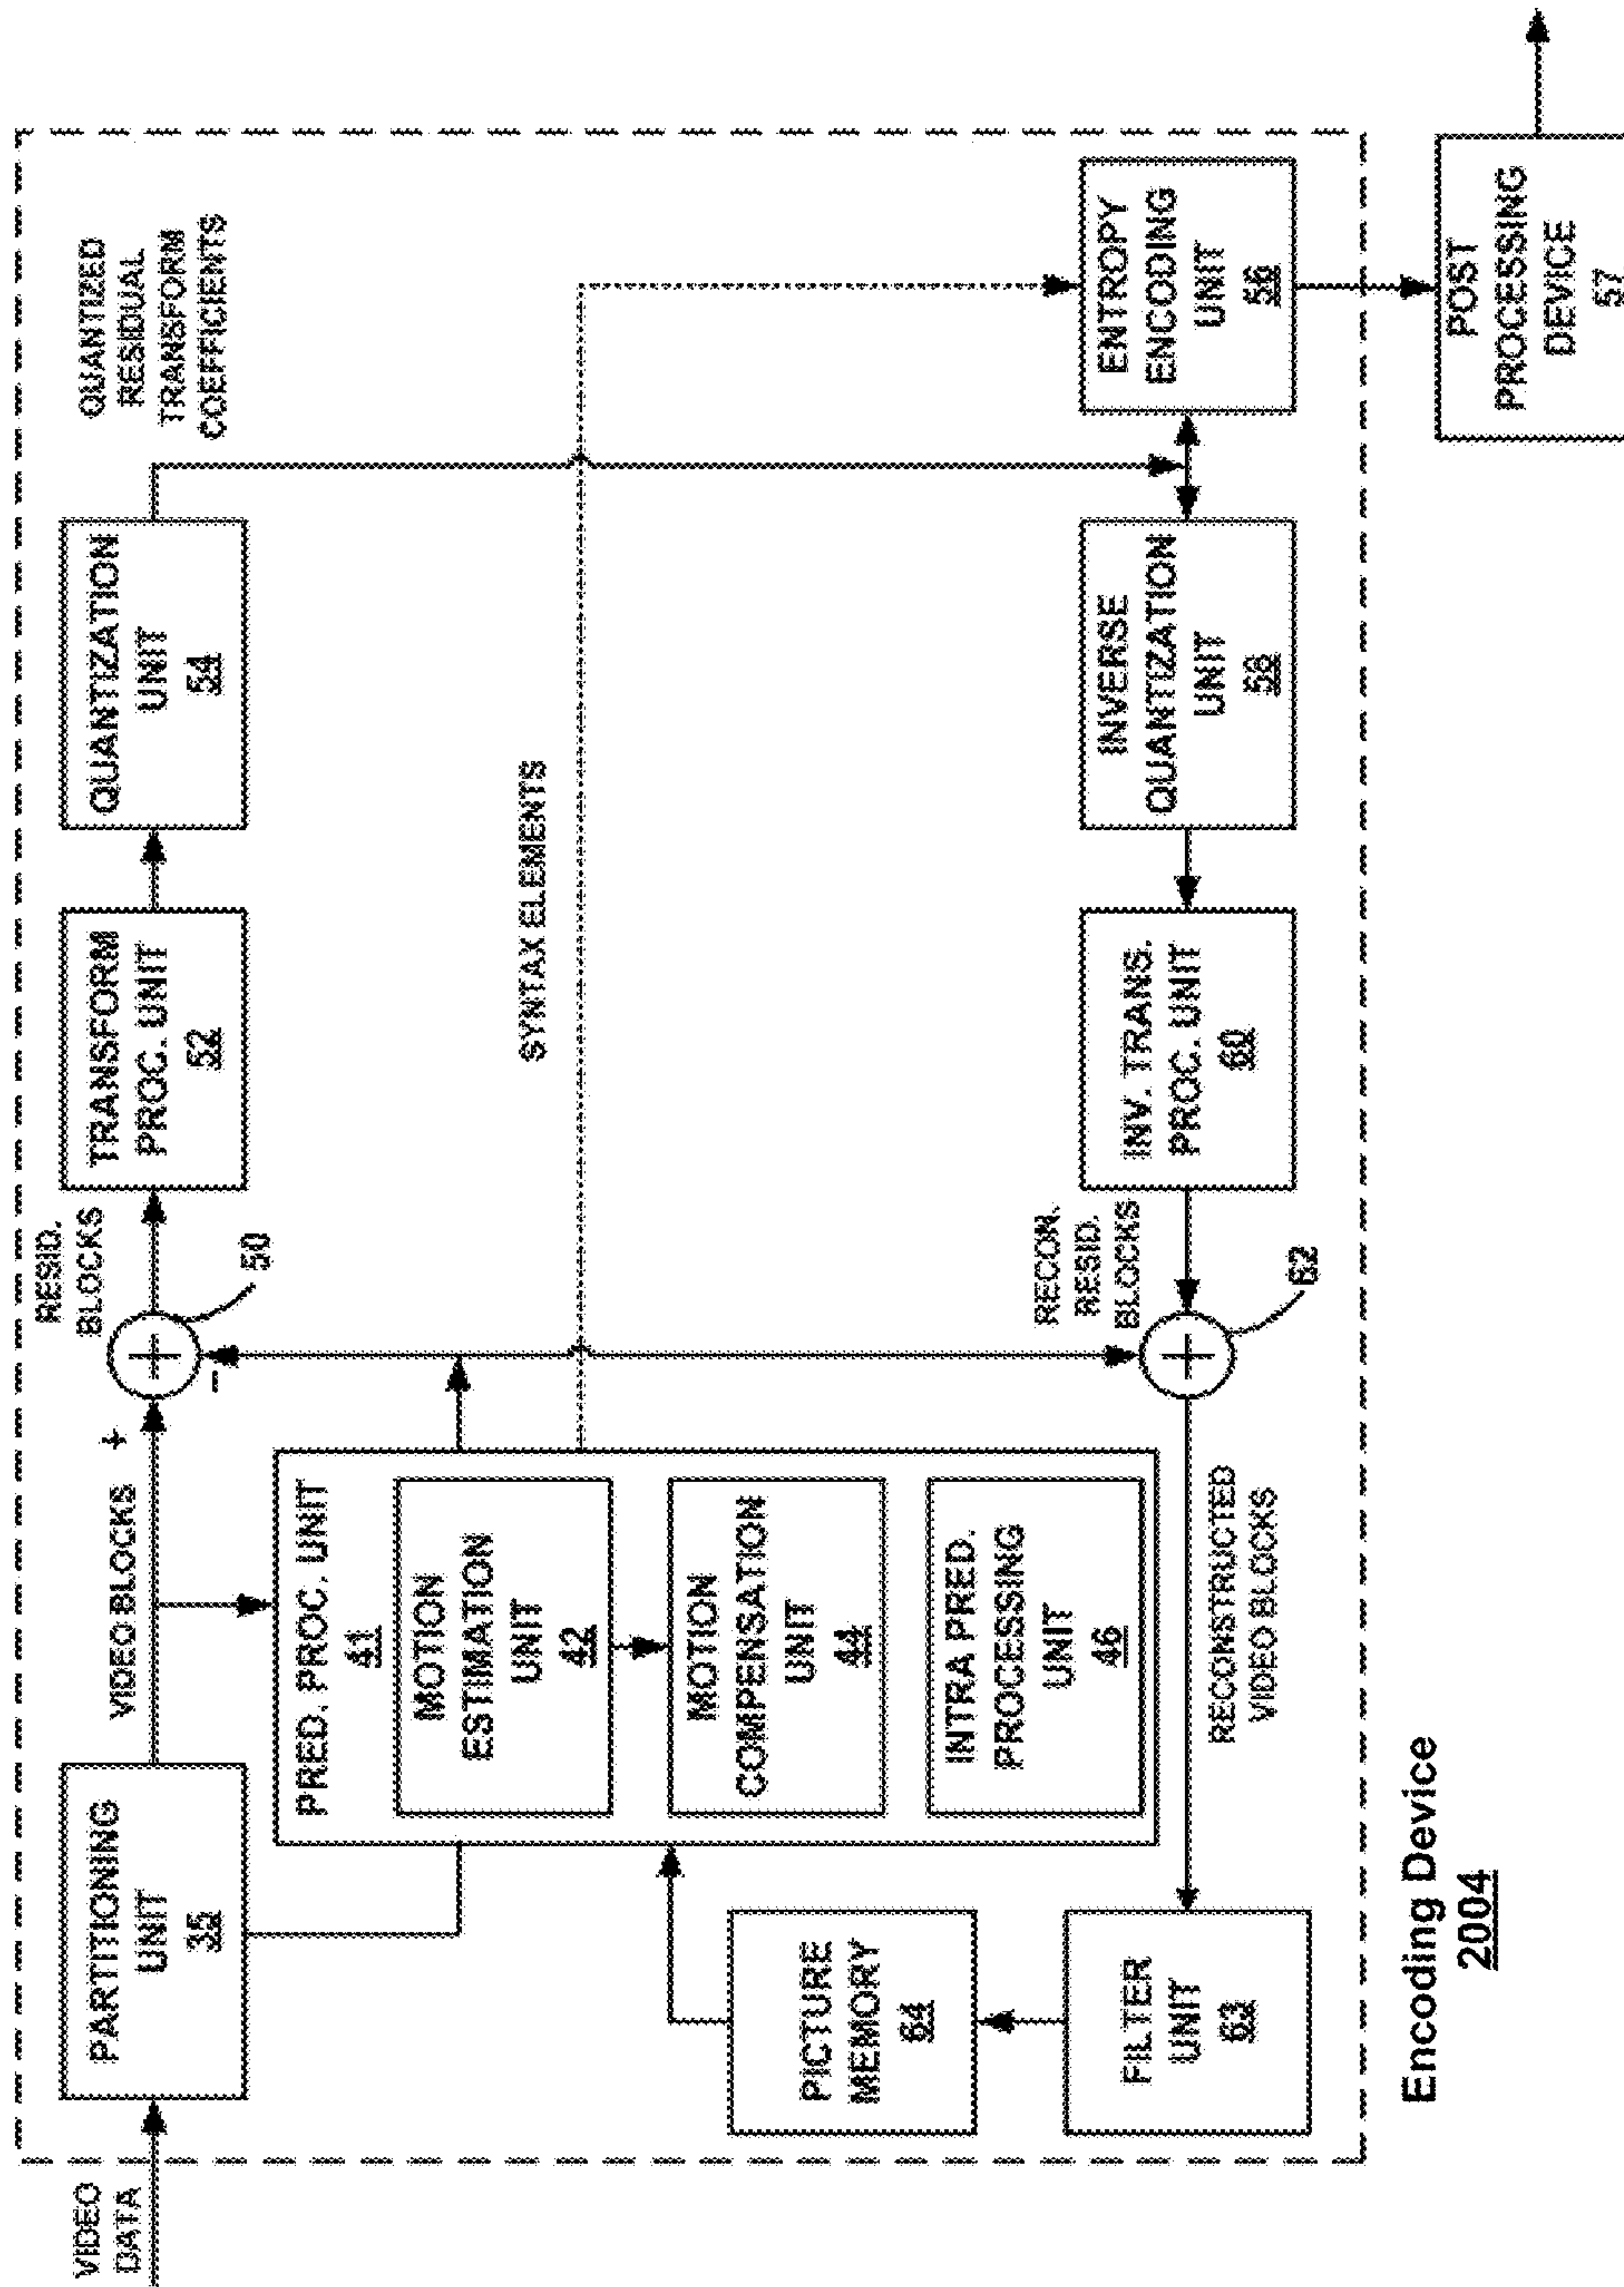 VIDEO
DATA
PARTITIONING
UNIT
35
VIDEO BLOCKS
+
-
RESID.
BLOCKS
50
TRANSFORM
PROC. UNIT
52
QUANTIZATION
UNIT
54
QUANTIZED
RESIDUAL
TRANSFORM
COEFFICIENTS
PRED. PROC. UNIT
41
MOTION
ESTIMATION
UNIT
42
MOTION
COMPENSATION
UNIT
44
INTRA PRED.
PROCESSING
UNIT
46
SYNTAX ELEMENTS
PICTURE
MEMORY
64
FILTER
UNIT
63
RECONSTRUCTED
VIDEO BLOCKS
RECON.
RESID.
BLOCKS
62
INV. TRANS.
PROC. UNIT
60
INVERSE
QUANTIZATION
UNIT
58
ENTROPY
ENCODING
UNIT
56
POST
PROCESSING
DEVICE
57
Encoding Device
2004